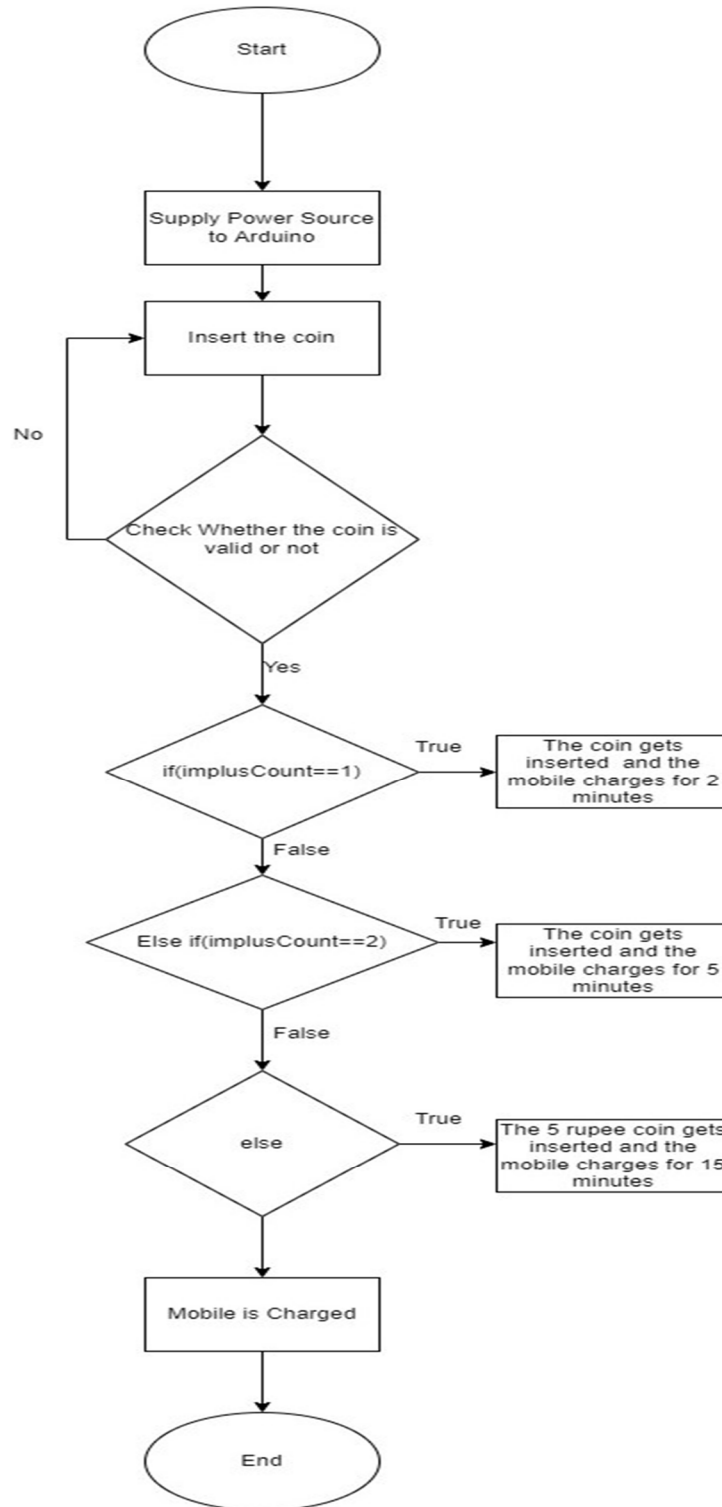 Start
Supply Power Source
to Arduino
Insert the coin
No
Check Whether the coin is
valid or not
Yes
if(implusCount==1)
True
The coin gets
inserted and the
mobile charges for 2
minutes
False
Else if(implusCount==2)
True
The coin gets
inserted and the
mobile charges for 5
minutes
False
else
True
The 5 rupee coin gets
inserted and the
mobile charges for 15
minutes
Mobile is Charged
End